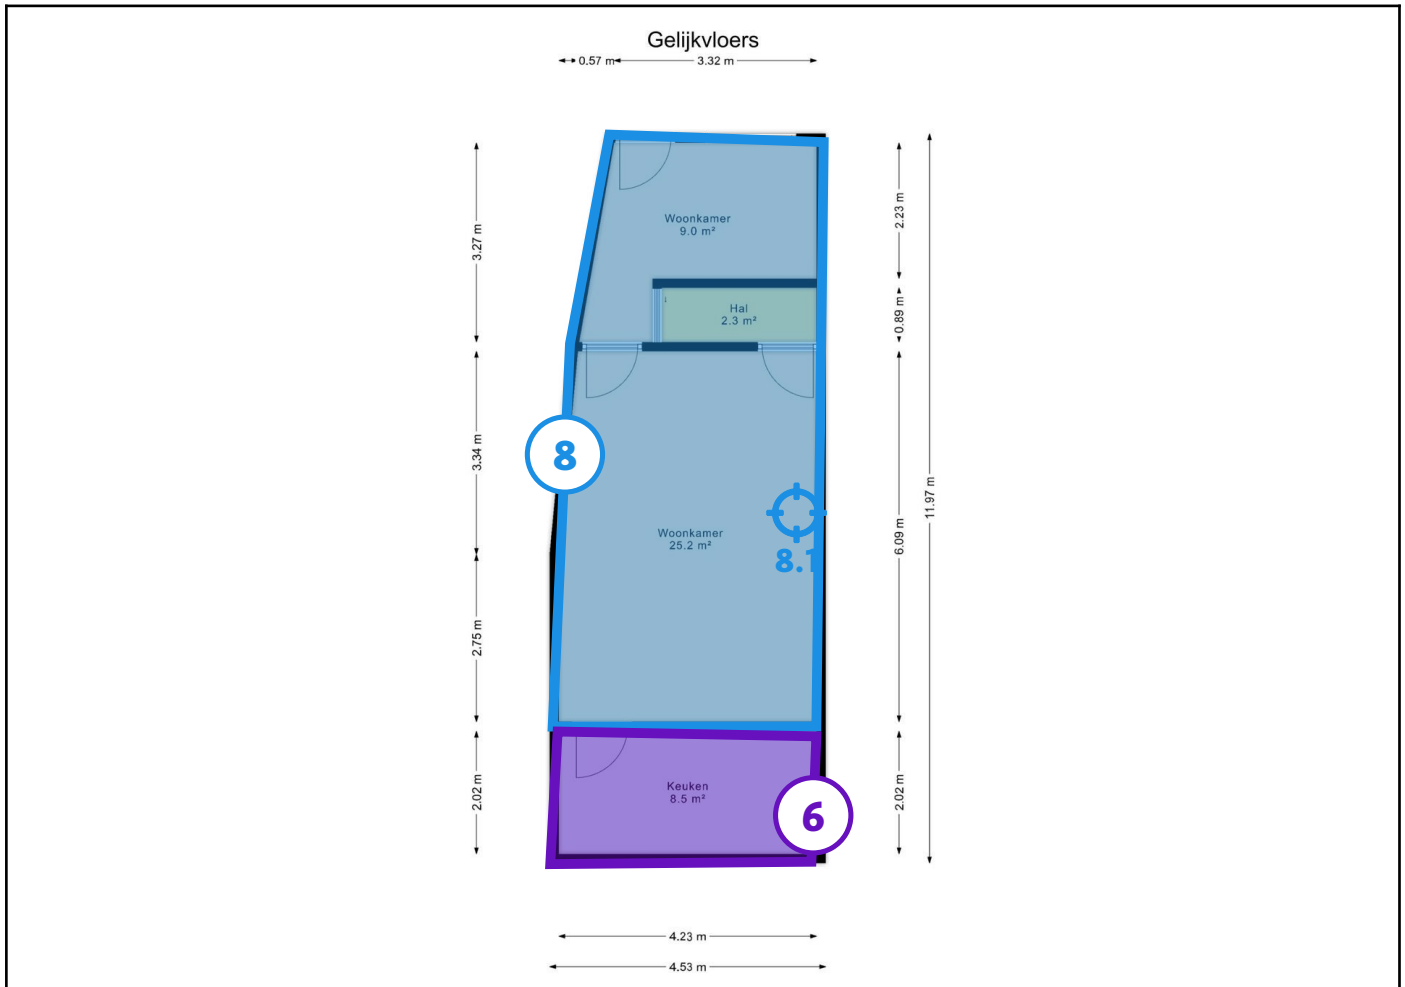 Gelijkvloers
0.57 m
3.32 m
Woonkamer
9.0 m²
2.23 m
3.27 m
Hal
2.3 m²
0.89 m
8
3.34 m
11.97 m
Woonkamer
25.2 m²
6.09 m
8.1
2.75 m
Keuken
8.5 m²
6
2.02 m
2.02 m
4.23 m
4.53 m